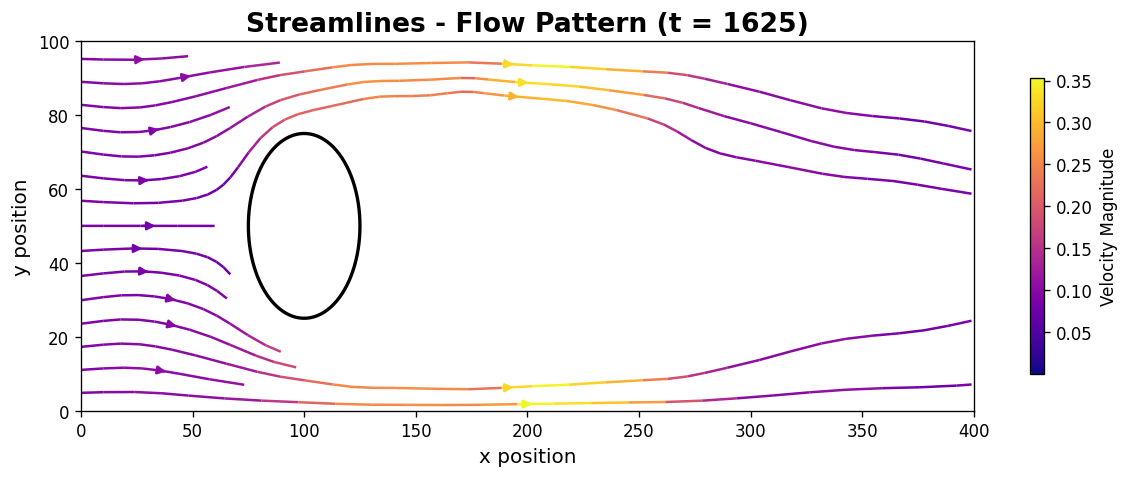 Streamlines - Flow Pattern (t = 1625)
100
80
60
40
20
0
y position
0 50 100 150 200 250 300 350 400
x position
0.35
0.30
0.25
0.20
0.15
0.10
0.05
Velocity Magnitude